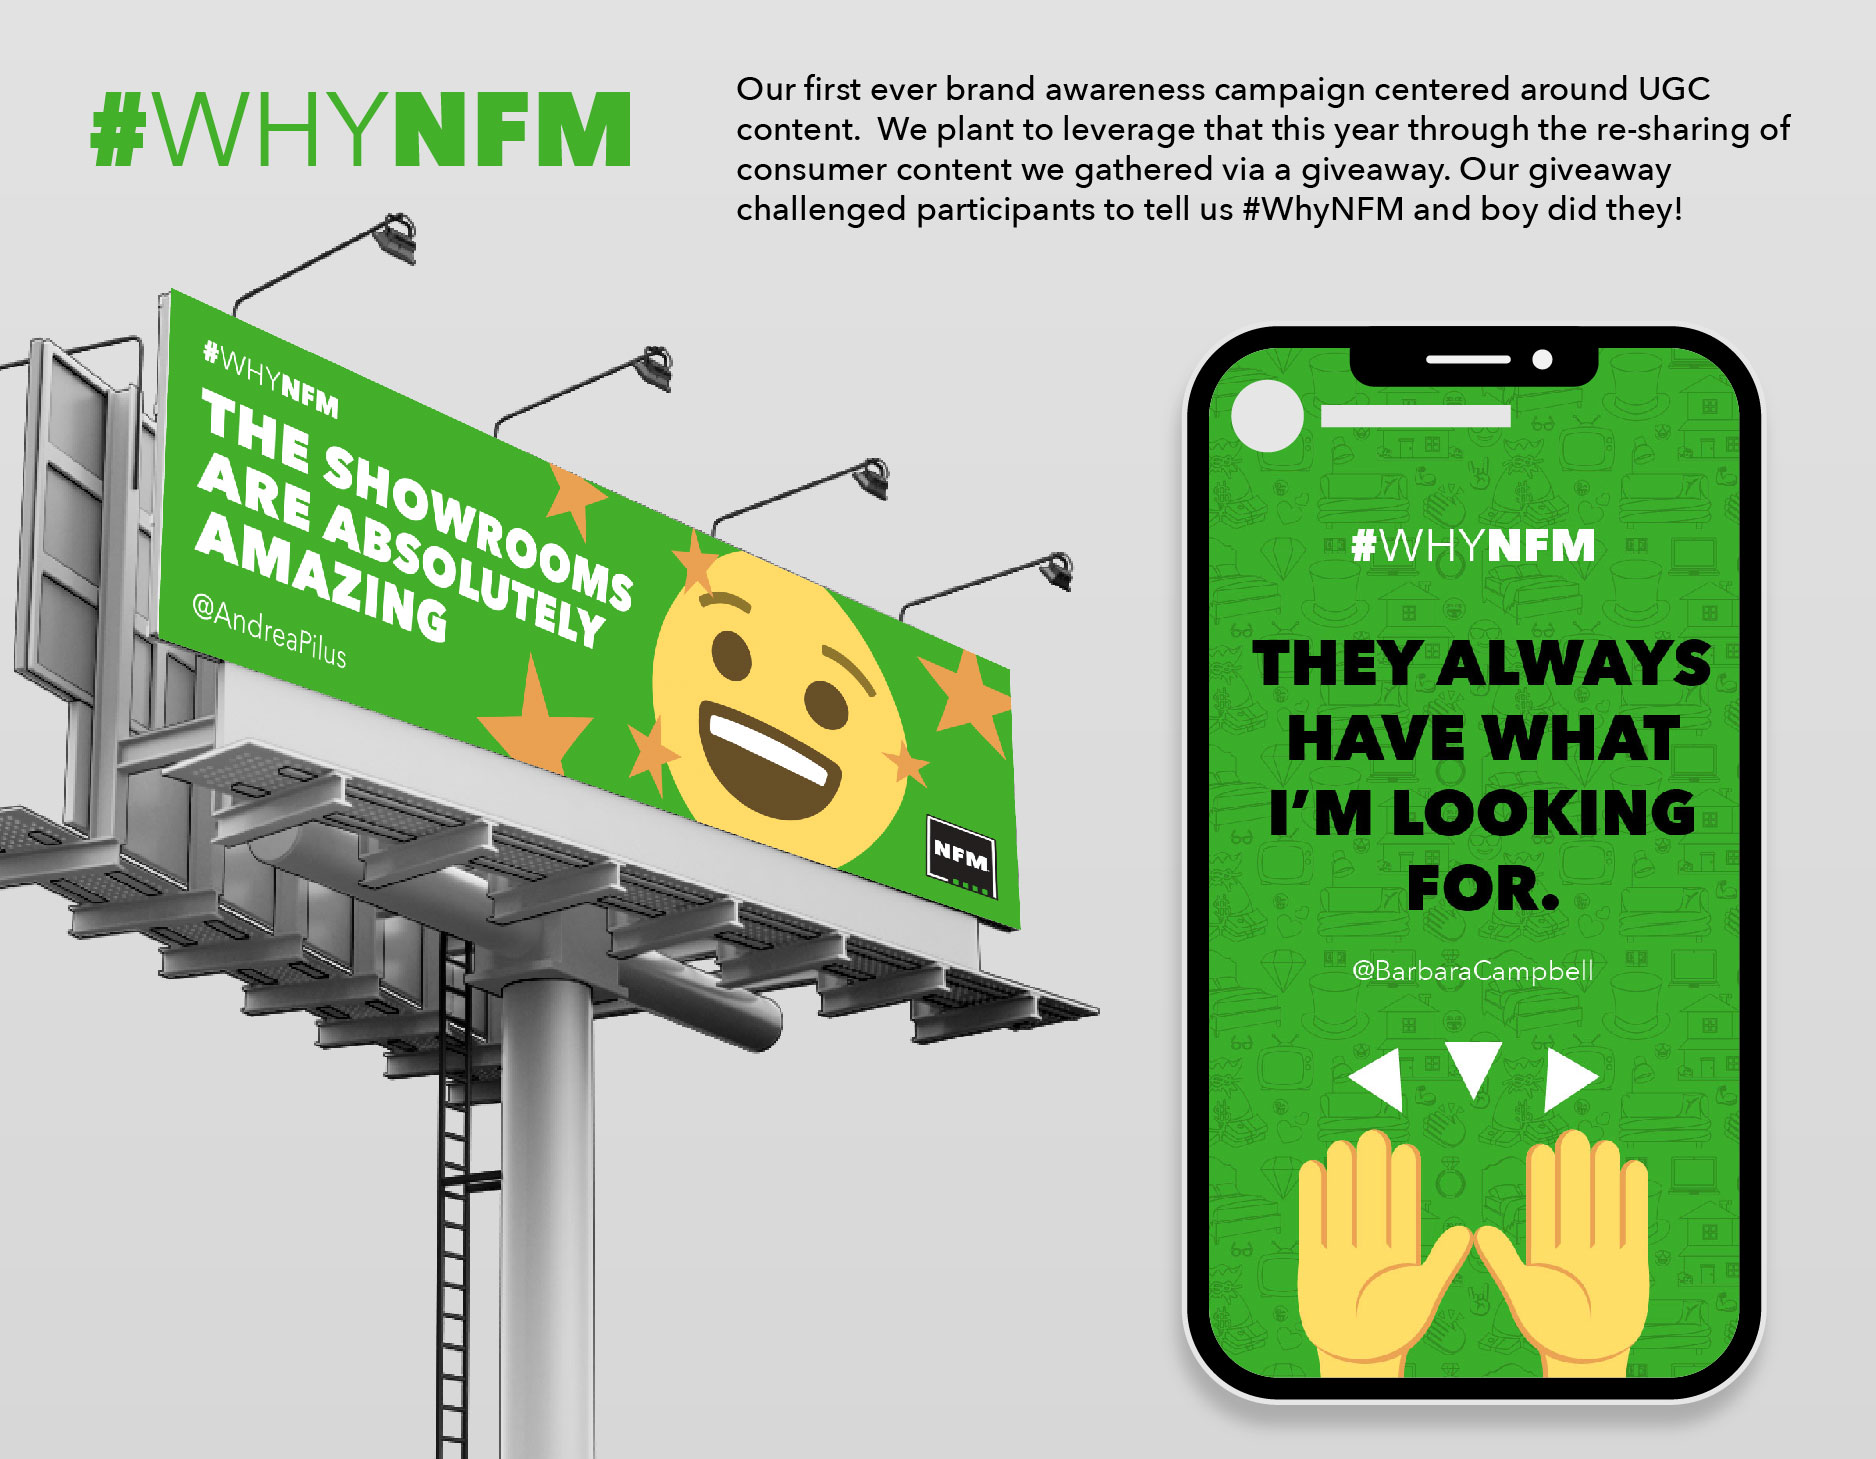 #WHYNFM
Our first ever brand awareness campaign centered around UGC
content.  We plant to leverage that this year through the re-sharing of
consumer content we gathered via a giveaway. Our giveaway
challenged participants to tell us #WhyNFM and boy did they!
#WHYNFM
THE SHOWROOMS
ARE ABSOLUTELY
AMAZING
@AndreaPilus
NFM
#WHYNFM
THEY ALWAYS
HAVE WHAT
I'M LOOKING
FOR.
@BarbaraCampbell